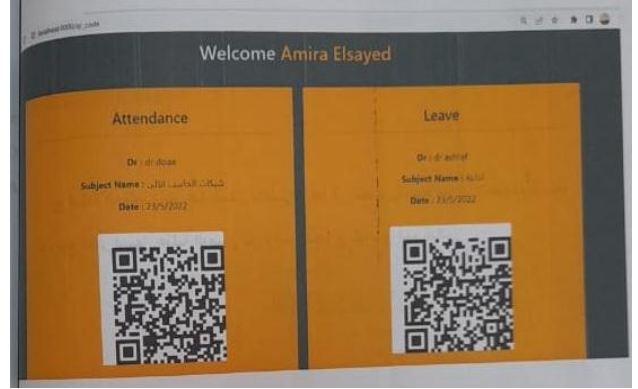 Welcome Amira Elsayed
Attendance
Dr : dr doaa
Subject Name : شبكات الحاسب الالى
Date : 23/5/2022
Leave
Dr : dr ashraf
Subject Name :
Date : 23/5/2022